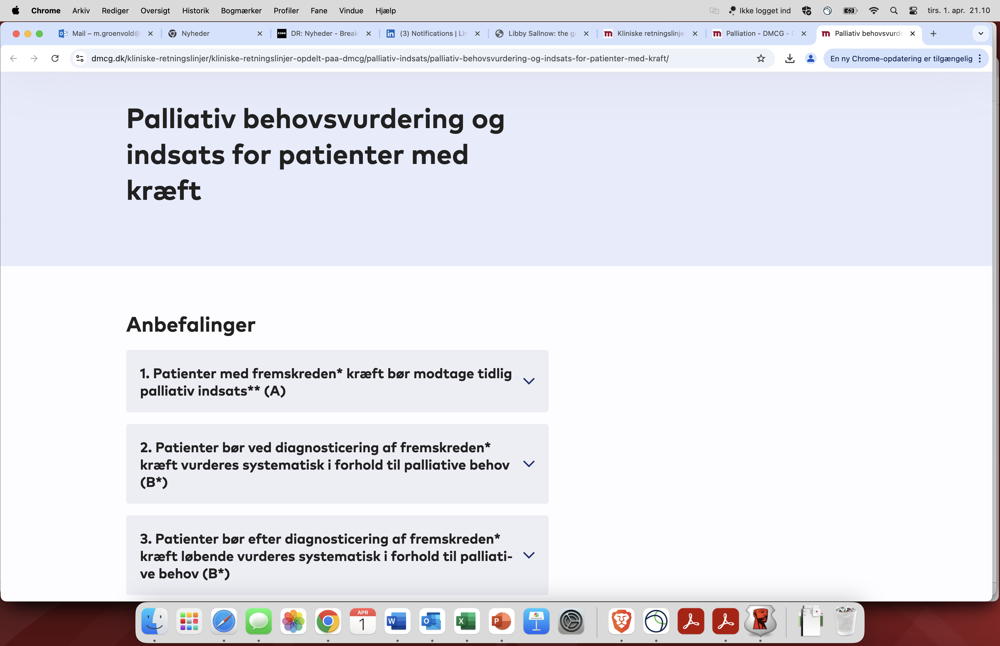 Chrome Arkiv Rediger Oversigt Historik Bogmærker Profiler Fane Vindue Hjælp Ikke logget ind tirs. 1. apr. 21.10
Mail – m.groenvold@ Nyheder DR: Nyheder - Break (3) Notifications | Lin Libby Sallnow: the ge Kliniske retningslinje Palliation - DMCG - D Palliativ behovsvurde
dmcg.dk/kliniske-retningslinjer/kliniske-retningslinjer-opdelt-paa-dmcg/palliativ-indsats/palliativ-behovsvurdering-og-indsats-for-patienter-med-kraft/ En ny Chrome-opdatering er tilgængelig
Palliativ behovsvurdering og
indsats for patienter med
kræft
Anbefalinger
1. Patienter med fremskreden* kræft bør modtage tidlig
palliativ indsats** (A)
2. Patienter bør ved diagnosticering af fremskreden*
kræft vurderes systematisk i forhold til palliative behov
(B*)
3. Patienter bør efter diagnosticering af fremskreden*
kræft løbende vurderes systematisk i forhold til palliati-
ve behov (B*)
APR
1
W
O
X
P